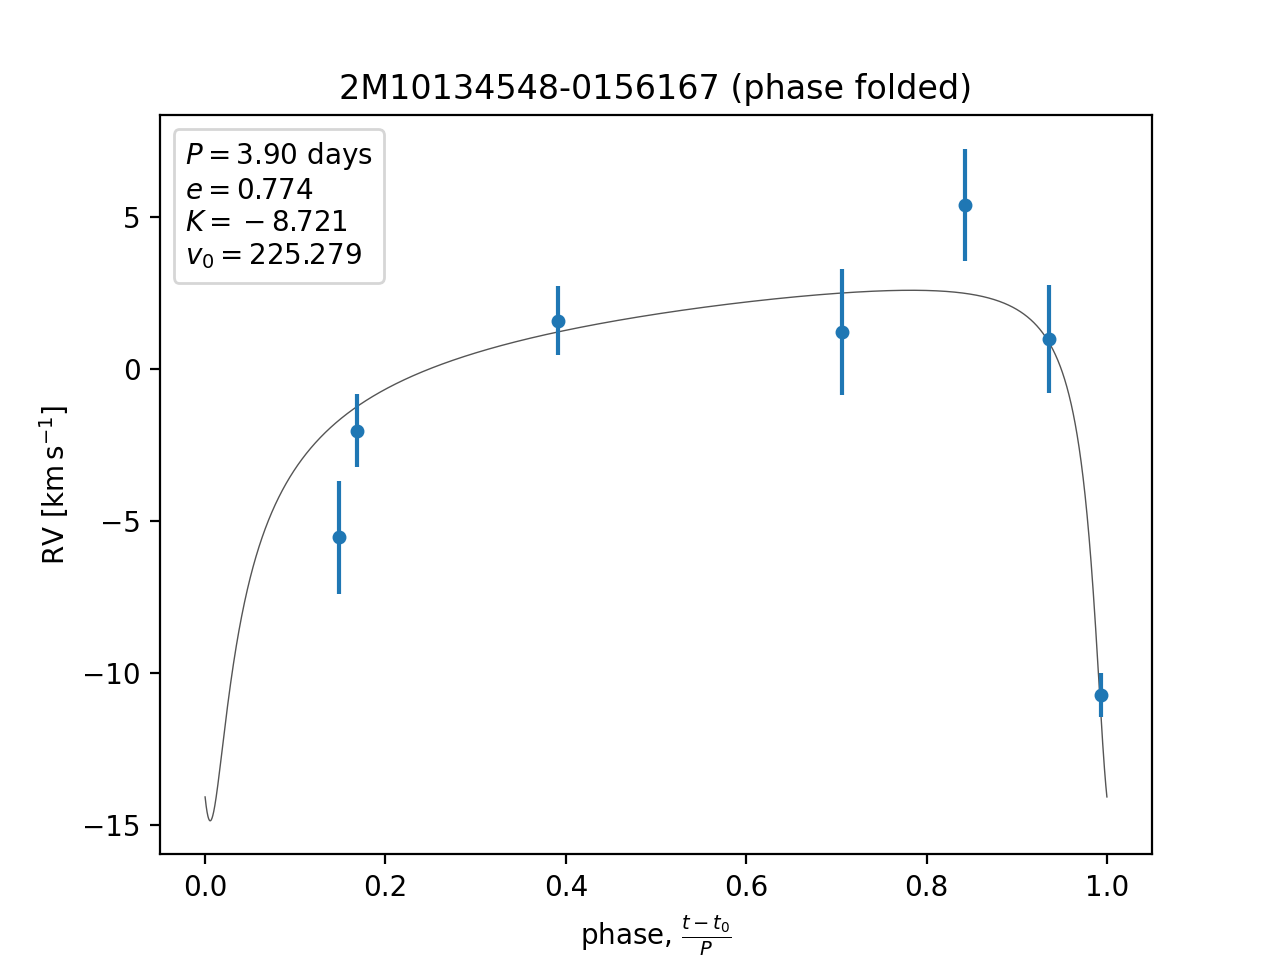 2M10134548-0156167 (phase folded)
P = 3.90 days
e = 0.774
K = −8.721
v₀ = 225.279
5
0
−5
−10
−15
RV [km s⁻¹]
0.0 0.2 0.4 0.6 0.8 1.0
phase, (t − t₀)/P